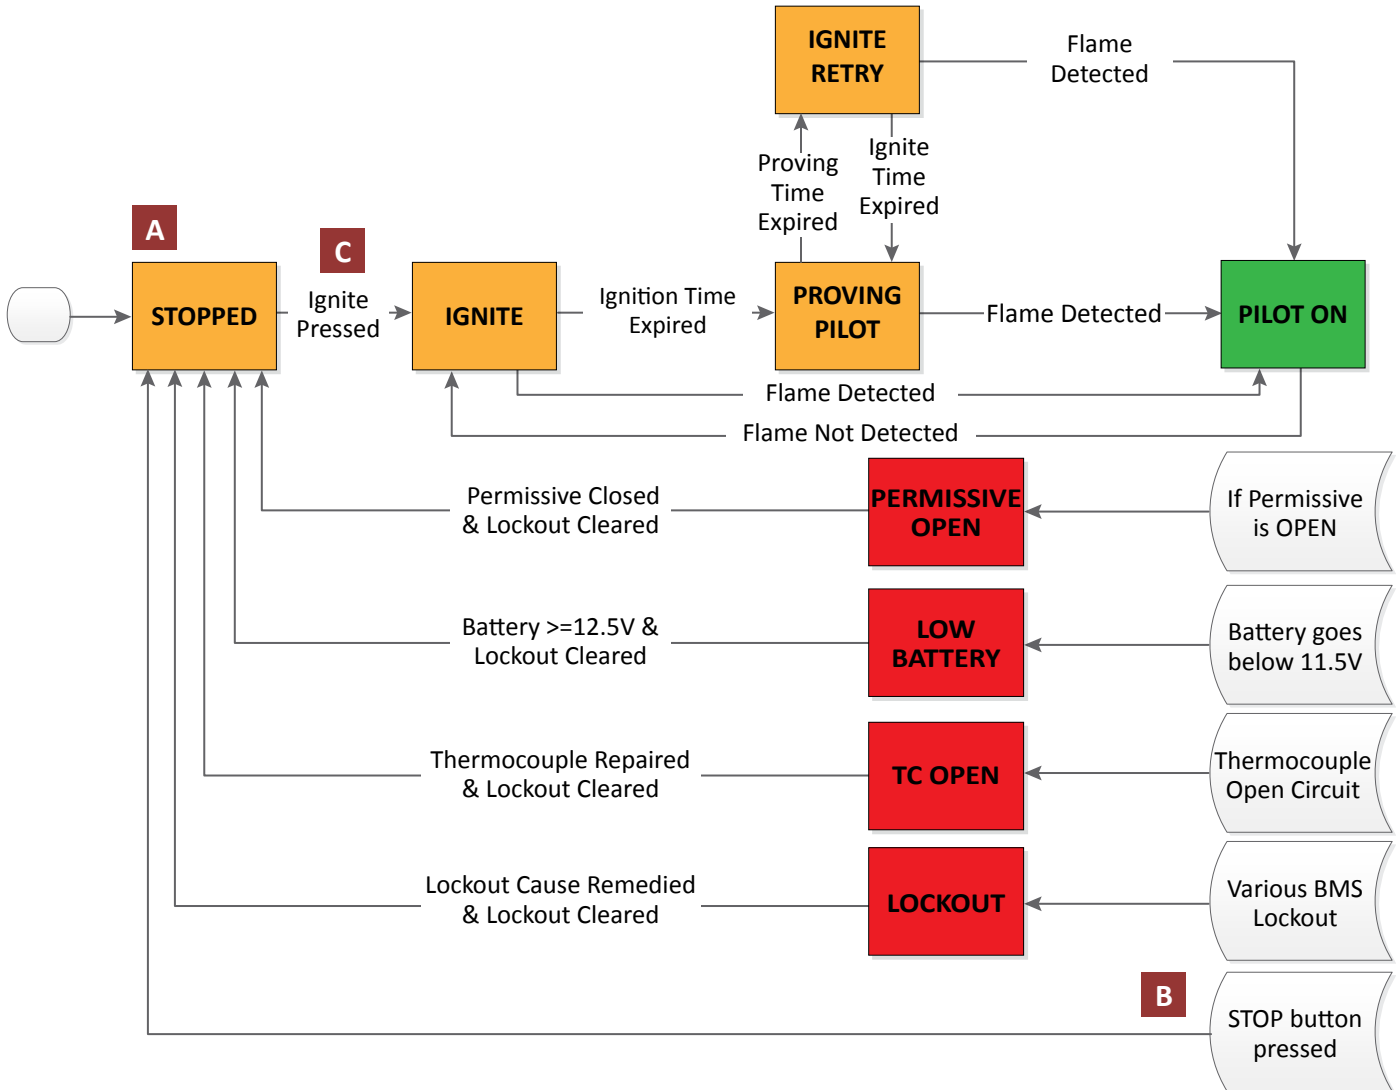 IGNITE
RETRY
Flame
Detected
Proving
Time
Expired
Ignite
Time
Expired
A
C
STOPPED
Ignite
Pressed
IGNITE
Ignition Time
Expired
PROVING
PILOT
Flame Detected
PILOT ON
Flame Detected
Flame Not Detected
Permissive Closed
& Lockout Cleared
PERMISSIVE
OPEN
If Permissive
is OPEN
Battery >=12.5V &
Lockout Cleared
LOW
BATTERY
Battery goes
below 11.5V
Thermocouple Repaired
& Lockout Cleared
TC OPEN
Thermocouple
Open Circuit
Lockout Cause Remedied
& Lockout Cleared
LOCKOUT
Various BMS
Lockout
B
STOP button
pressed